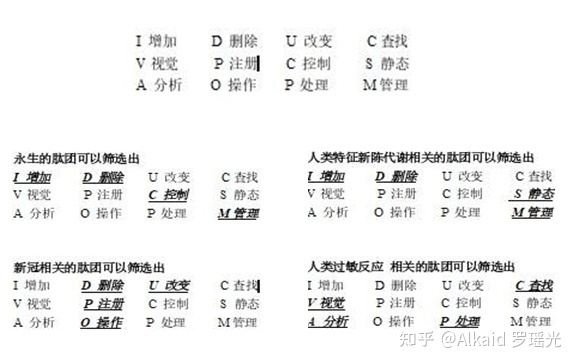 I 增加 D 删除 U 改变 C 查找
V 视觉 P 注册 C 控制 S 静态
A 分析 O 操作 P 处理 M 管理
永生的肽团可以筛选出
I 增加 D 删除 U 改变 C 查找
V 视觉 P 注册 C 控制 S 静态
A 分析 O 操作 P 处理 M 管理
人类特征新陈代谢相关的肽团可以筛选出
I 增加 D 删除 U 改变 C 查找
V 视觉 P 注册 C 控制 S 静态
A 分析 O 操作 P 处理 M 管理
新冠相关的肽团可以筛选出
I 增加 D 删除 U 改变 C 查找
V 视觉 P 注册 C 控制 S 静态
A 分析 O 操作 P 处理 M 管理
人类过敏反应 相关的肽团可以筛选出
I 增加 D 删除 U 改变 C 查找
V 视觉 P 注册 C 控制 S 静态
A 分析 O 操作 P 处理 M 管理
知乎 @Alkaid 罗瑶光